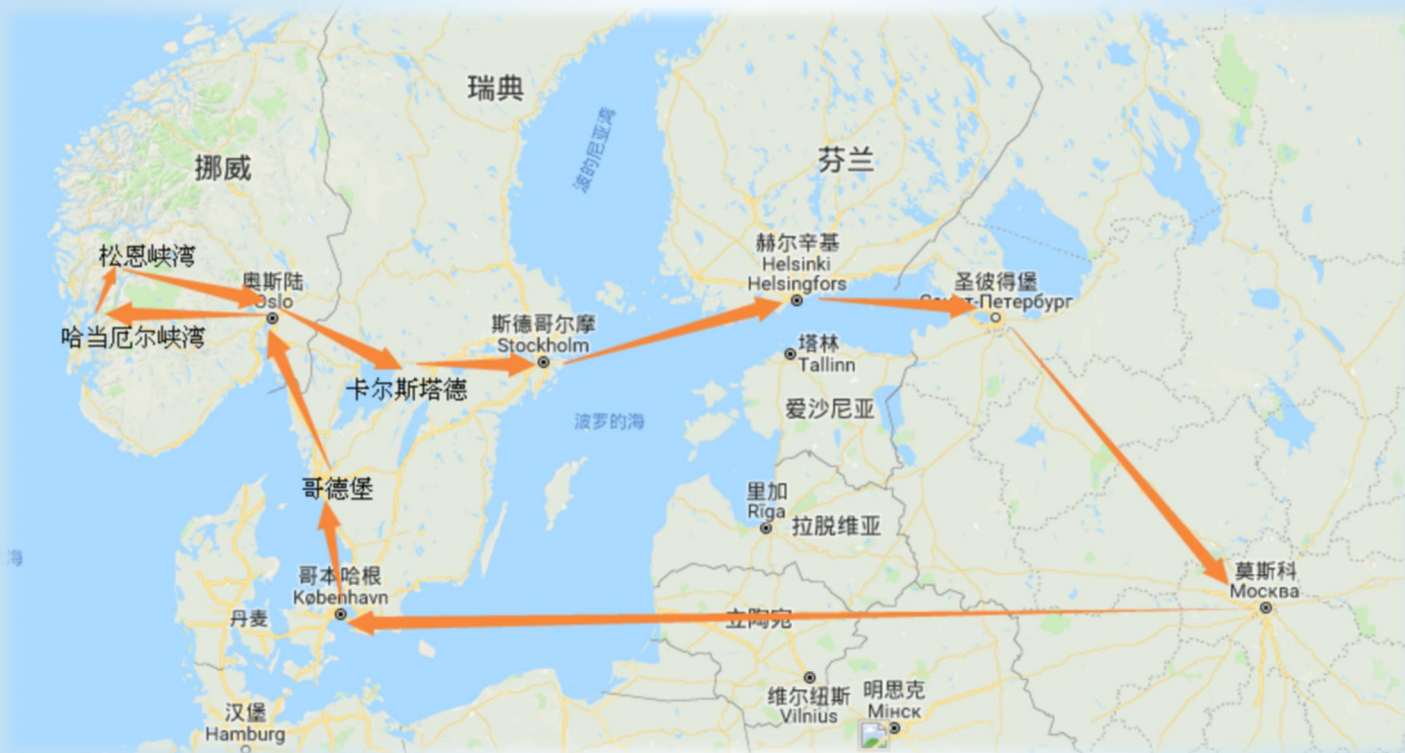 瑞典
波的尼亚湾
挪威
芬兰
松恩峡湾
奥斯陆
Oslo
哈当厄尔峡湾
赫尔辛基
Helsinki
Helsingfors
圣彼得堡
Санкт-Петербург
斯德哥尔摩
Stockholm
塔林
Tallinn
卡尔斯塔德
爱沙尼亚
波罗的海
哥德堡
里加
Rīga
拉脱维亚
海
哥本哈根
København
丹麦
莫斯科
Москва
立陶宛
维尔纽斯
Vilnius
明思克
Мінск
汉堡
Hamburg